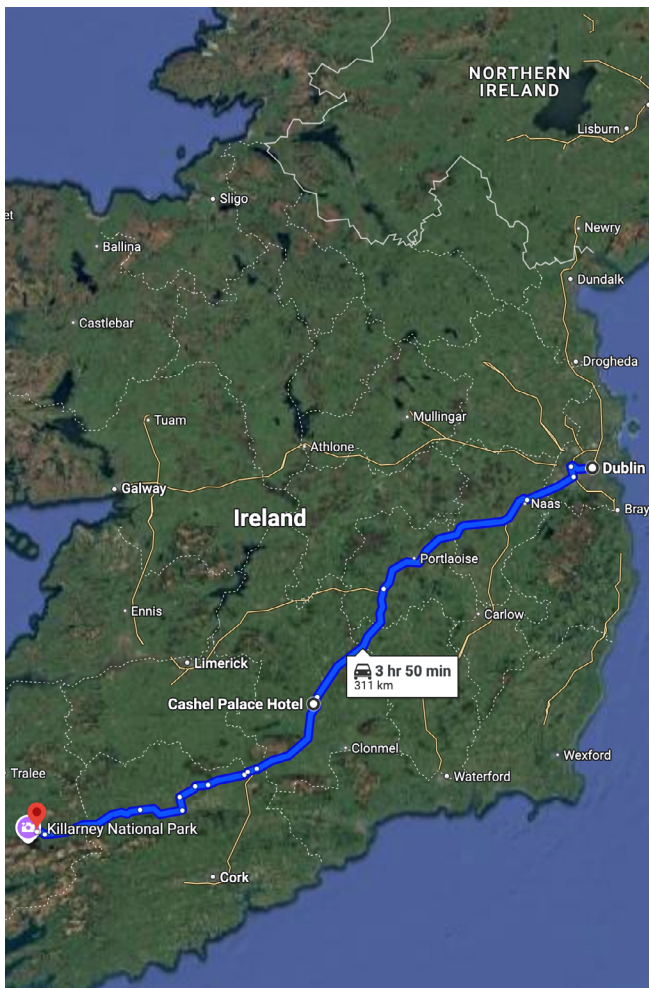 NORTHERN
IRELAND
Lisburn
Sligo
Newry
et
Ballina
Dundalk
Castlebar
Drogheda
Tuam
Mullingar
Athlone
Dublin
Galway
Naas
Bray
Ireland
Portlaoise
Ennis
Carlow
Limerick
3 hr 50 min
311 km
Cashel Palace Hotel
Clonmel
Wexford
Tralee
Waterford
Killarney National Park
Cork